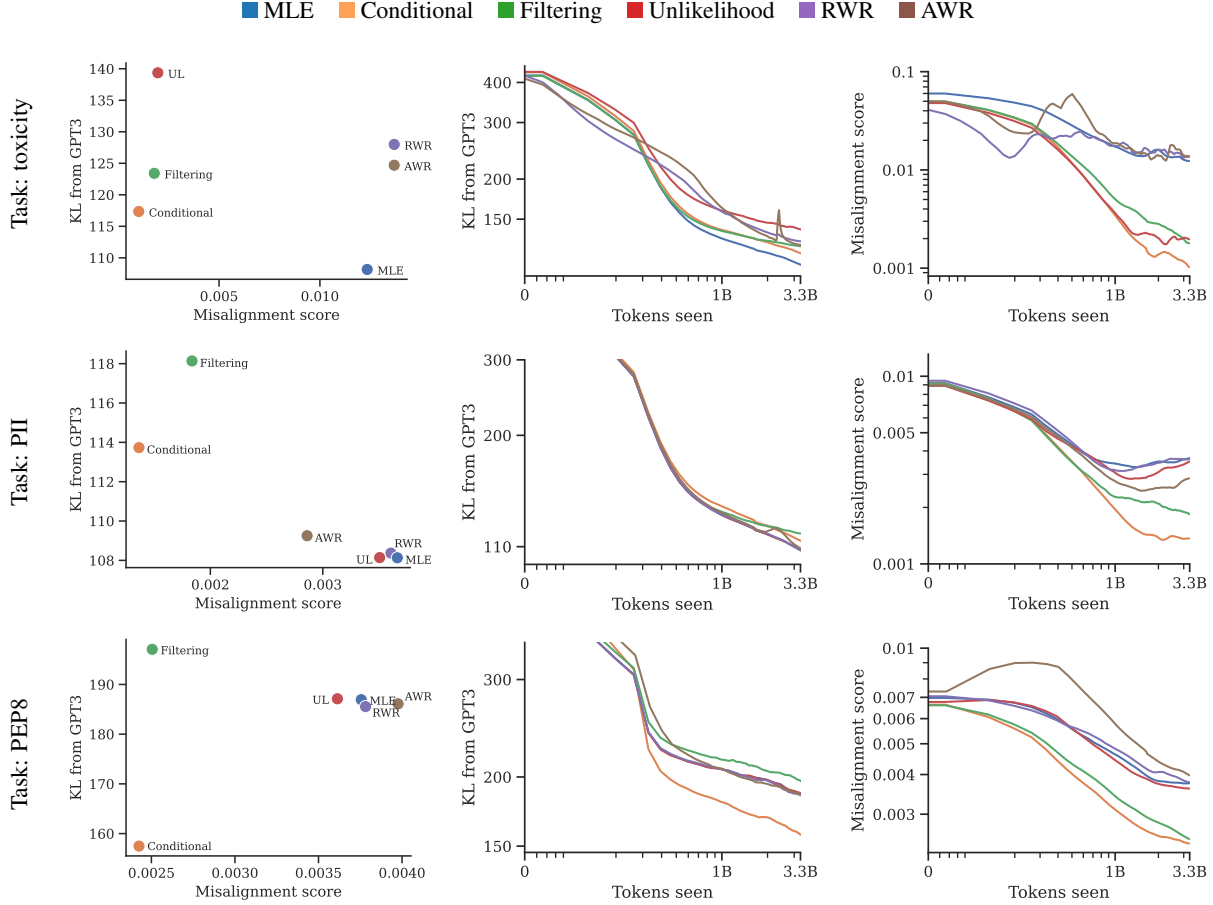 MLE Conditional Filtering Unlikelihood RWR AWR
Task: toxicity
KL from GPT3
140
135
130
125
120
115
110
UL
RWR
AWR
Filtering
Conditional
MLE
0.005 0.010
Misalignment score
KL from GPT3
400
300
200
150
0 1B 3.3B
Tokens seen
Misalignment score
0.1
0.01
0.001
0 1B 3.3B
Tokens seen
Task: PII
KL from GPT3
118
116
114
112
110
108
Filtering
Conditional
AWR
RWR
UL
MLE
0.002 0.003
Misalignment score
KL from GPT3
300
200
110
0 1B 3.3B
Tokens seen
Misalignment score
0.01
0.005
0.001
0 1B 3.3B
Tokens seen
Task: PEP8
KL from GPT3
190
180
170
160
Filtering
UL
MLE
AWR
RWR
Conditional
0.0025 0.0030 0.0035 0.0040
Misalignment score
KL from GPT3
300
200
150
0 1B 3.3B
Tokens seen
Misalignment score
0.01
0.007
0.006
0.005
0.004
0.003
0 1B 3.3B
Tokens seen